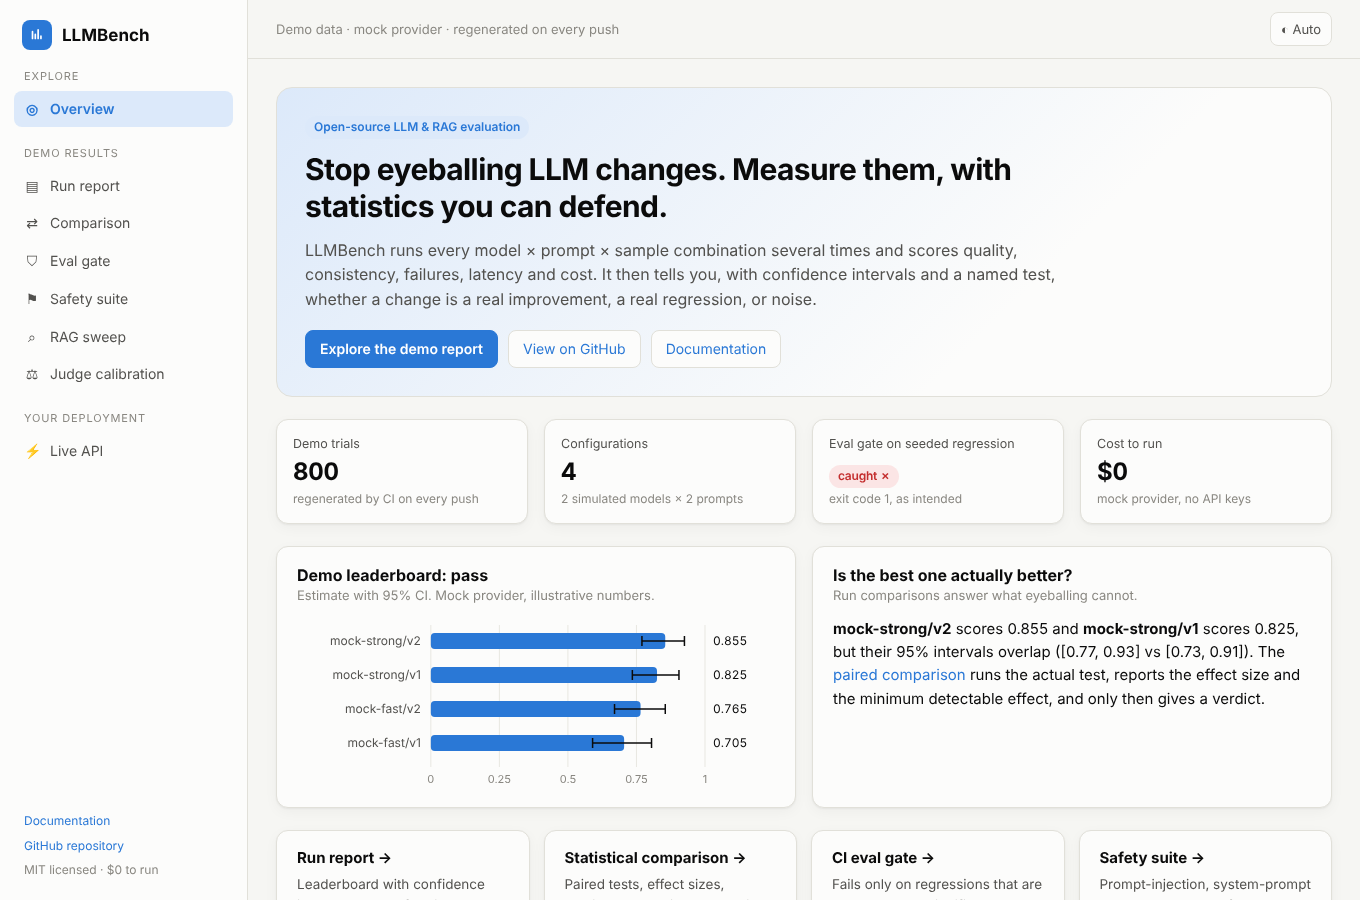 LLMBench
EXPLORE
Overview
DEMO RESULTS
Run report
Comparison
Eval gate
Safety suite
RAG sweep
Judge calibration
YOUR DEPLOYMENT
Live API
Documentation
GitHub repository
MIT licensed · $0 to run
Demo data · mock provider · regenerated on every push
Auto
Open-source LLM & RAG evaluation
Stop eyeballing LLM changes. Measure them, with
statistics you can defend.
LLMBench runs every model × prompt × sample combination several times and scores quality,
consistency, failures, latency and cost. It then tells you, with confidence intervals and a named test,
whether a change is a real improvement, a real regression, or noise.
Explore the demo report
View on GitHub
Documentation
Demo trials
800
regenerated by CI on every push
Configurations
4
2 simulated models × 2 prompts
Eval gate on seeded regression
caught ×
exit code 1, as intended
Cost to run
$0
mock provider, no API keys
Demo leaderboard: pass
Estimate with 95% CI. Mock provider, illustrative numbers.
mock-strong/v2 0.855
mock-strong/v1 0.825
mock-fast/v2 0.765
mock-fast/v1 0.705
0 0.25 0.5 0.75 1
Is the best one actually better?
Run comparisons answer what eyeballing cannot.
mock-strong/v2 scores 0.855 and mock-strong/v1 scores 0.825,
but their 95% intervals overlap ([0.77, 0.93] vs [0.73, 0.91]). The
paired comparison runs the actual test, reports the effect size and
the minimum detectable effect, and only then gives a verdict.
Run report →
Leaderboard with confidence
Statistical comparison →
Paired tests, effect sizes,
CI eval gate →
Fails only on regressions that are
Safety suite →
Prompt-injection, system-prompt